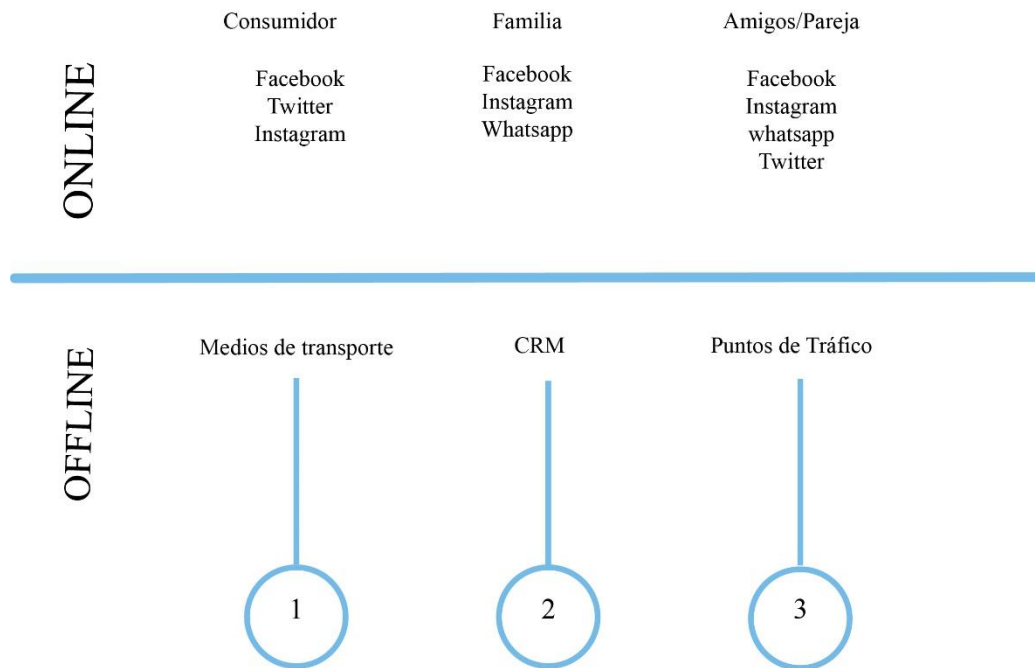 Consumidor
Familia
Amigos/Pareja
ONLINE
Facebook
Twitter
Instagram
Facebook
Instagram
Whatsapp
Facebook
Instagram
whatsapp
Twitter
OFFLINE
Medios de transporte
CRM
Puntos de Tráfico
1
2
3